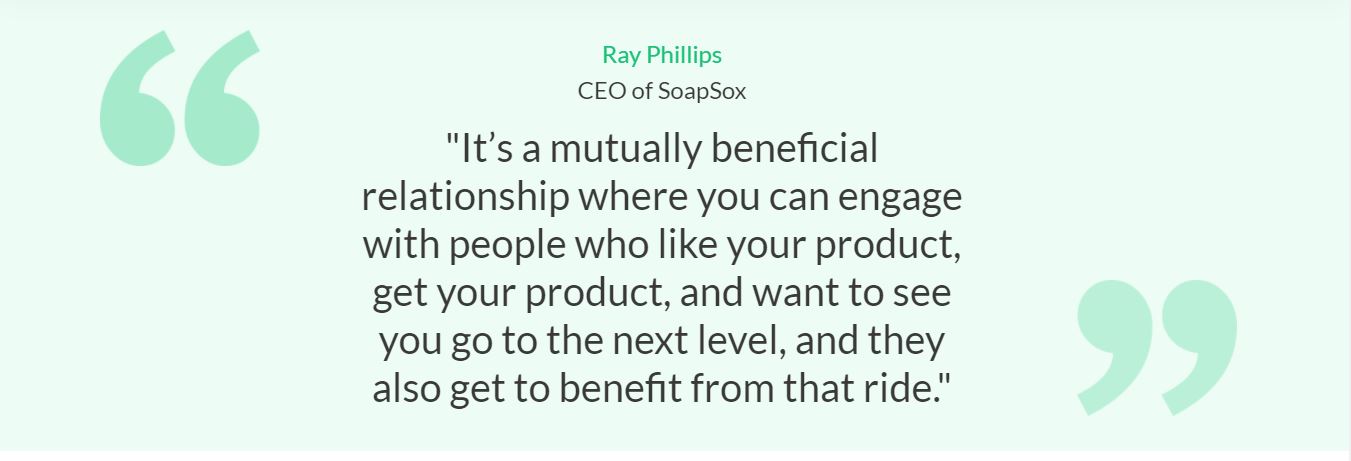 Ray Phillips
CEO of SoapSox
"It’s a mutually beneficial
relationship where you can engage
with people who like your product,
get your product, and want to see
you go to the next level, and they
also get to benefit from that ride."